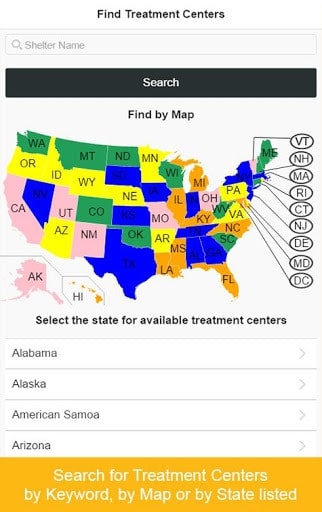 Find Treatment Centers
Shelter Name
Search
Find by Map
WA
MT
ND
MN
ME
OR
ID
WY
SD
WI
MI
NY
NV
NE
IA
PA
CA
UT
CO
KS
MO
IL
IN
OH
WV
VA
KY
AZ
NM
OK
AR
TN
NC
SC
TX
LA
MS
AL
GA
FL
AK
HI
VT
NH
MA
RI
CT
NJ
DE
MD
DC
Select the state for available treatment centers
Alabama
Alaska
American Samoa
Arizona
Search for Treatment Centers
by Keyword, by Map or by State listed